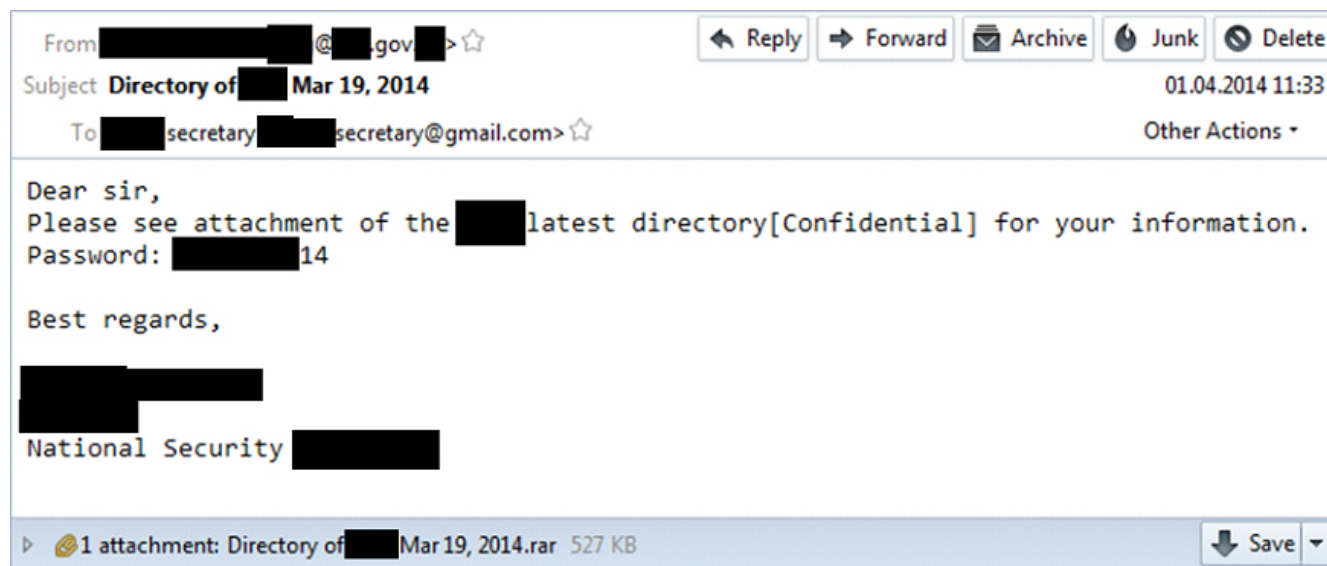 From @ .gov. >
Reply Forward Archive Junk Delete
Subject Directory of Mar 19, 2014
01.04.2014 11:33
To secretary secretary@gmail.com>
Other Actions
Dear sir,
Please see attachment of the latest directory[Confidential] for your information.
Password: 14
Best regards,
National Security
1 attachment: Directory of Mar 19, 2014.rar 527 KB
Save